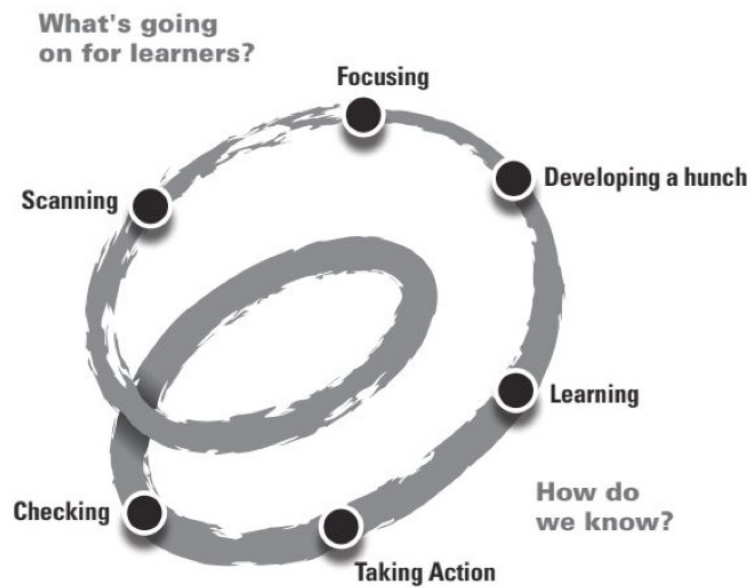 What's going
on for learners?
Focusing
Developing a hunch
Scanning
Learning
How do
we know?
Checking
Taking Action